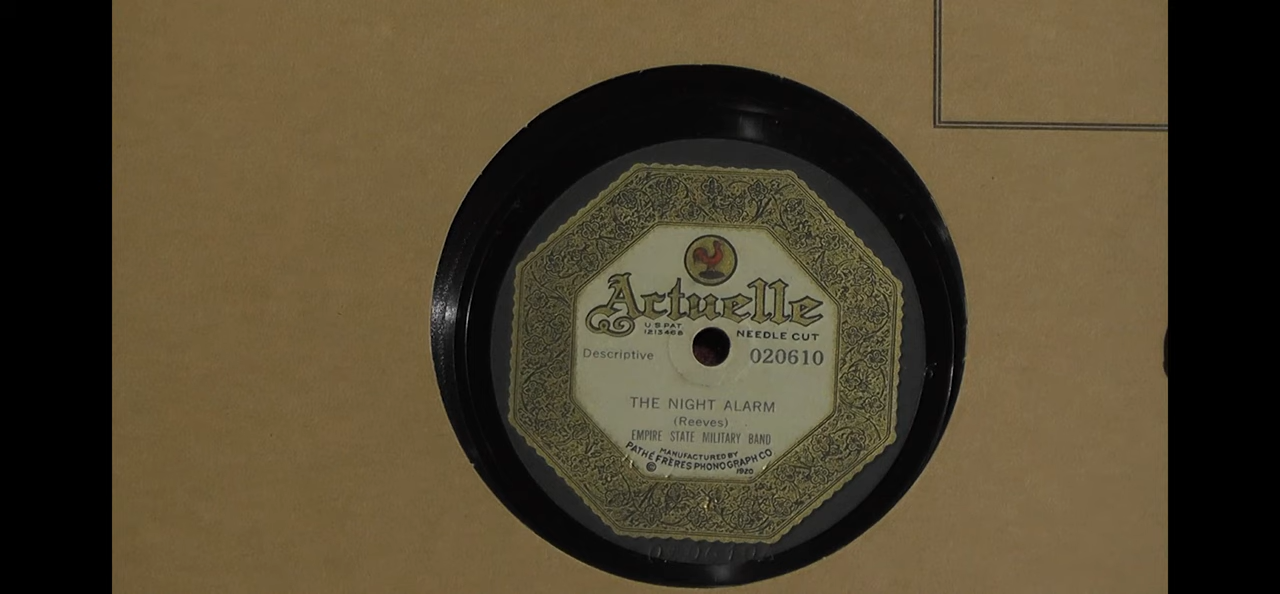 Actuelle
U S PAT.
1213408
NEEDLE CUT
Descriptive
020610
THE NIGHT ALARM
(Reeves)
EMPIRE STATE MILITARY BAND
MANUFACTURED BY
PATHÉ FRERES PHONOGRAPH CO
© 1920